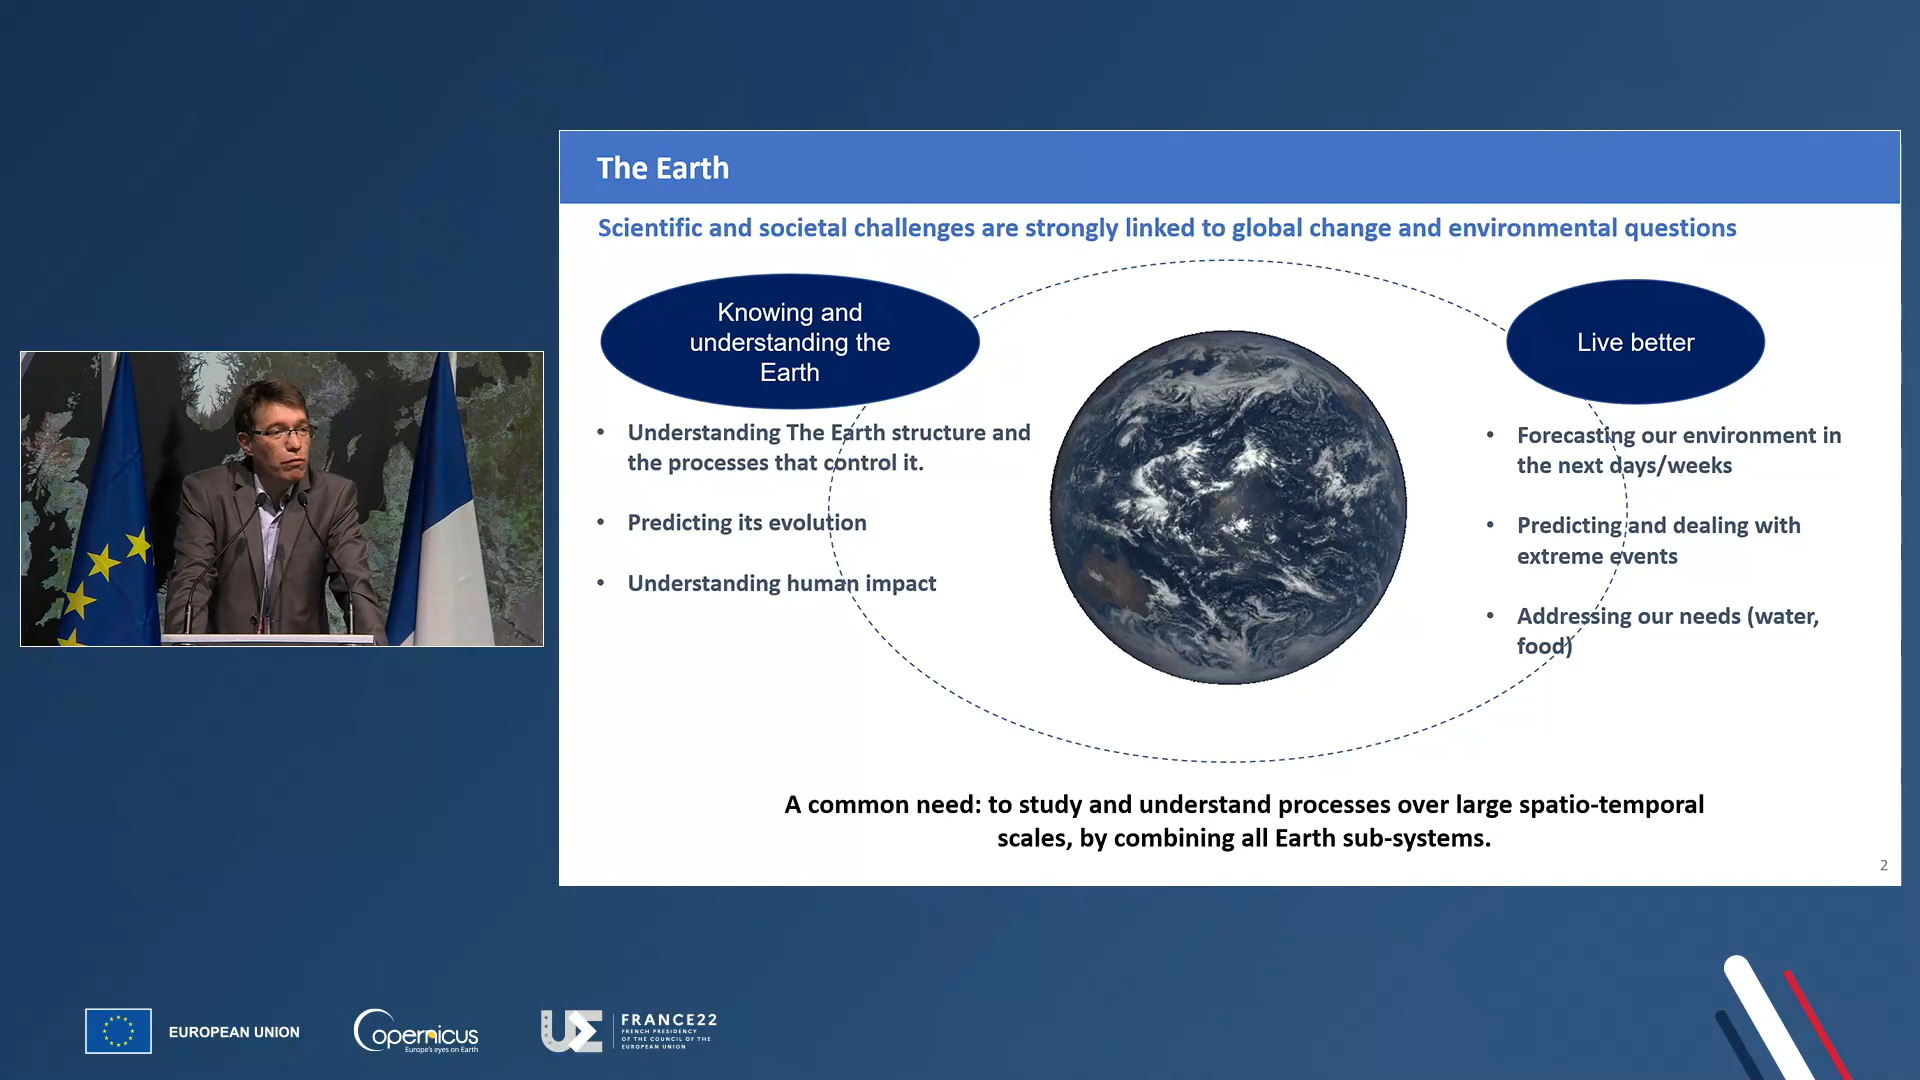 The Earth
Scientific and societal challenges are strongly linked to global change and environmental questions
Knowing and
understanding the
Earth
• Understanding The Earth structure and
the processes that control it.
• Predicting its evolution
• Understanding human impact
Live better
• Forecasting our environment in
the next days/weeks
• Predicting and dealing with
extreme events
• Addressing our needs (water,
food)
A common need: to study and understand processes over large spatio-temporal
scales, by combining all Earth sub-systems.
2
EUROPEAN UNION
Copernicus
Europe's eyes on Earth
UE
FRANCE22
FRENCH PRESIDENCY
OF THE COUNCIL OF THE
EUROPEAN UNION